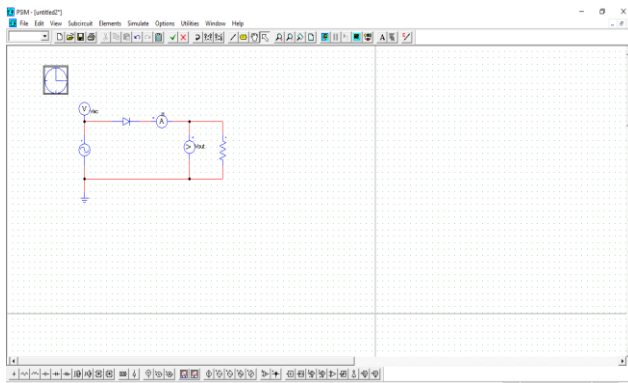 PSIM - [untitled2*]
File Edit View Subcircuit Elements Simulate Options Utilities Window Help
V
Vac
A
V
Vout